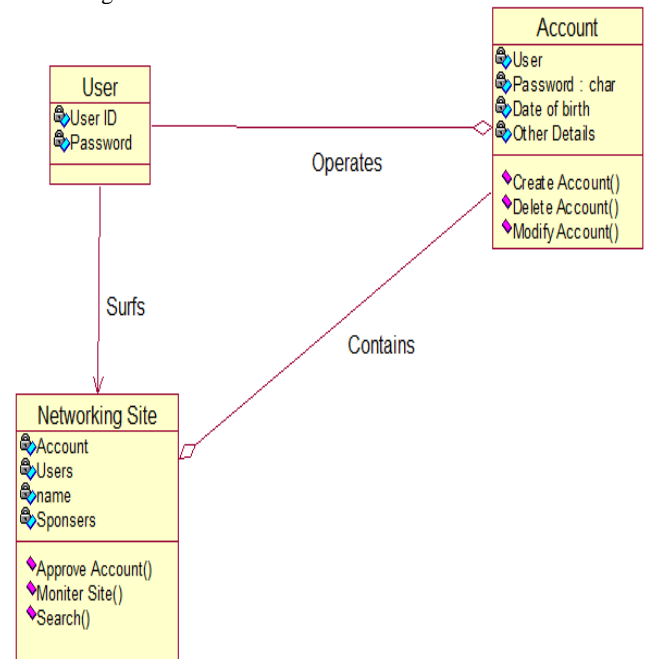 Account
User
Password : char
Date of birth
Other Details
Create Account()
Delete Account()
Modify Account()
User
User ID
Password
Operates
Surfs
Contains
Networking Site
Account
Users
name
Sponsers
Approve Account()
Moniter Site()
Search()